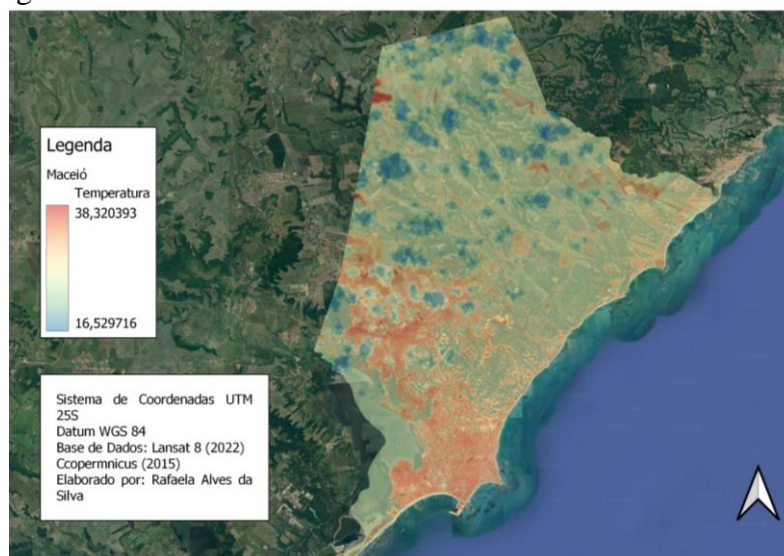 Legenda
Maceió
Temperatura
38,320393
16,529716
Sistema de Coordenadas UTM
25S
Datum WGS 84
Base de Dados: Lansat 8 (2022)
Ccopermnicus (2015)
Elaborado por: Rafaela Alves da
Silva